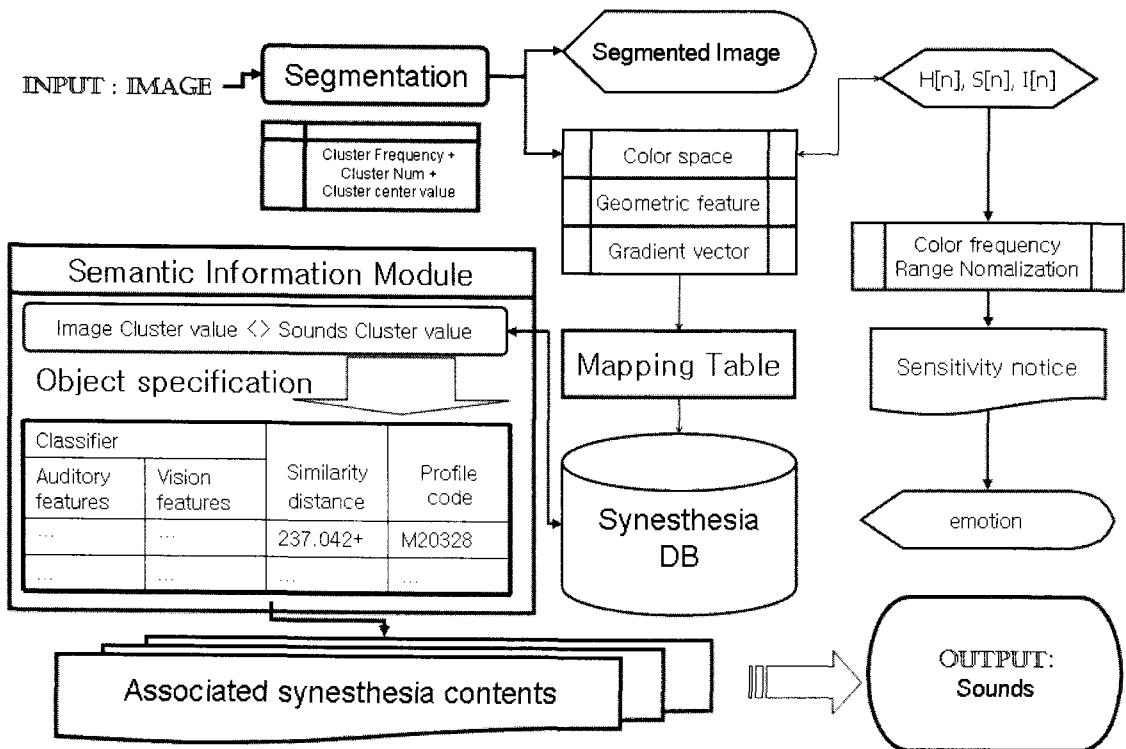 INPUT : IMAGE
Segmentation
Segmented Image
H[n], S[n], I[n]
Cluster Frequency +
Cluster Num +
Cluster center value
Color space
Geometric feature
Gradient vector
Color frequency
Range Nomalization
Semantic Information Module
Image Cluster value <> Sounds Cluster value
Object specification
Mapping Table
Sensitivity notice
Classifier
Auditory
features
Vision
features
Similarity
distance
Profile
code
... ... 237.042+ M20328
... ... ... ...
Synesthesia
DB
emotion
Associated synesthesia contents
OUTPUT:
Sounds